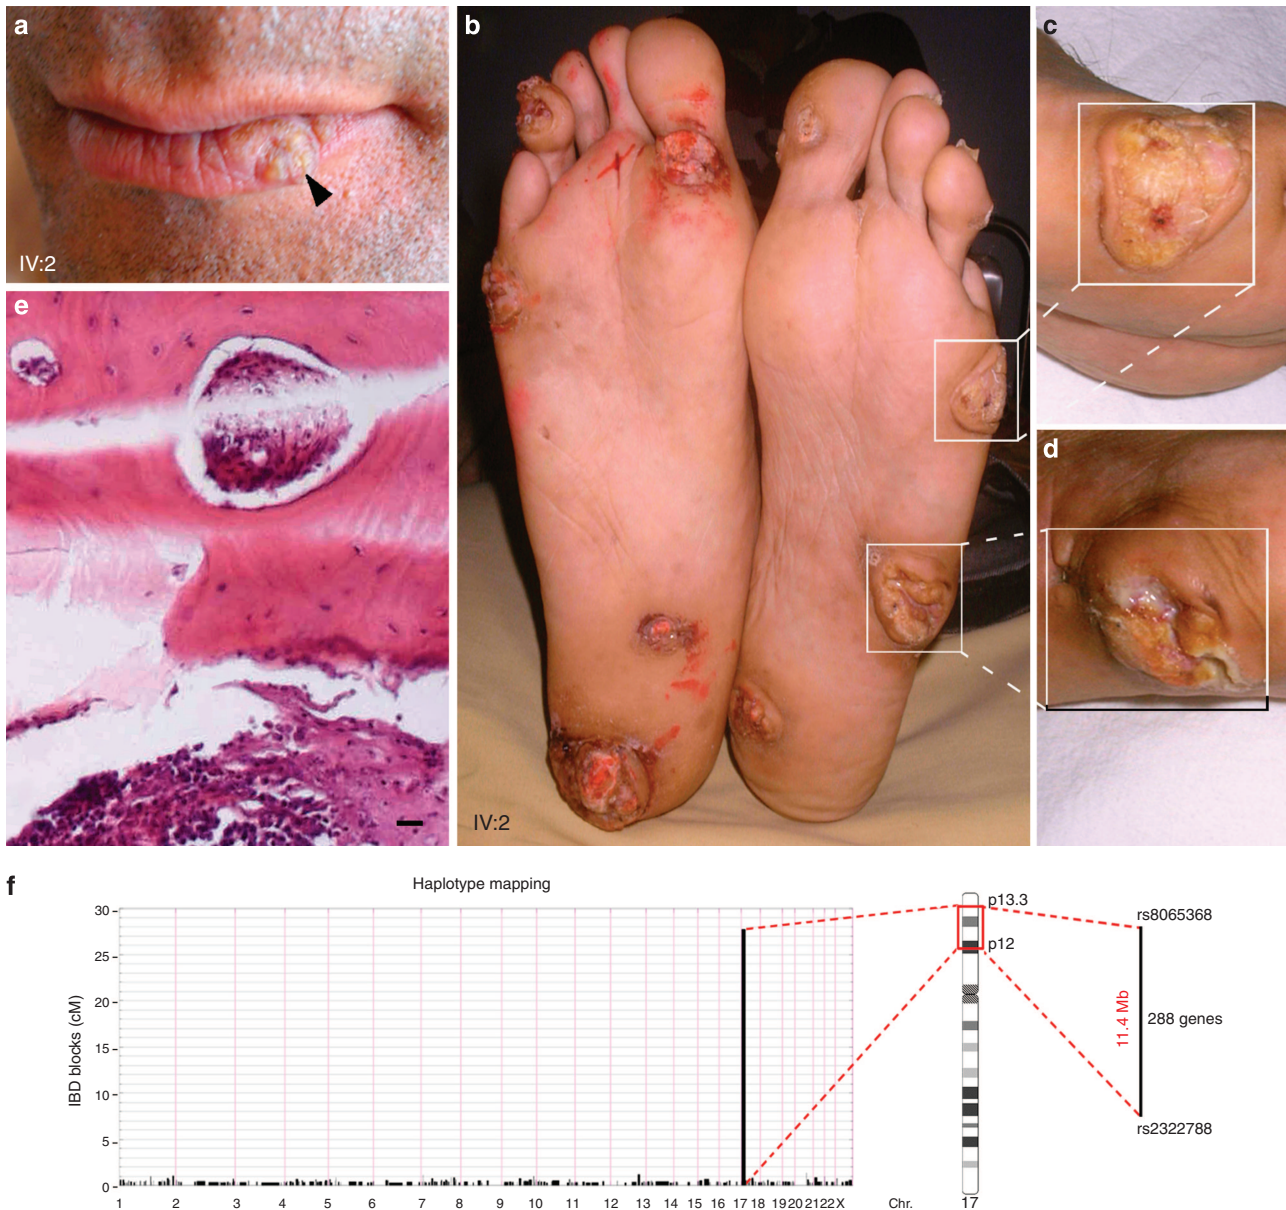 a
IV:2
b
IV:2
c
d
e
f
Haplotype mapping
IBD blocks (cM)
30
25
20
15
10
5
0
1 2 3 4 5 6 7 8 9 10 11 12 13 14 15 16 17 18 19 20 21 22 X
Chr.
17
p13.3
p12
rs8065368
11.4 Mb
288 genes
rs2322788